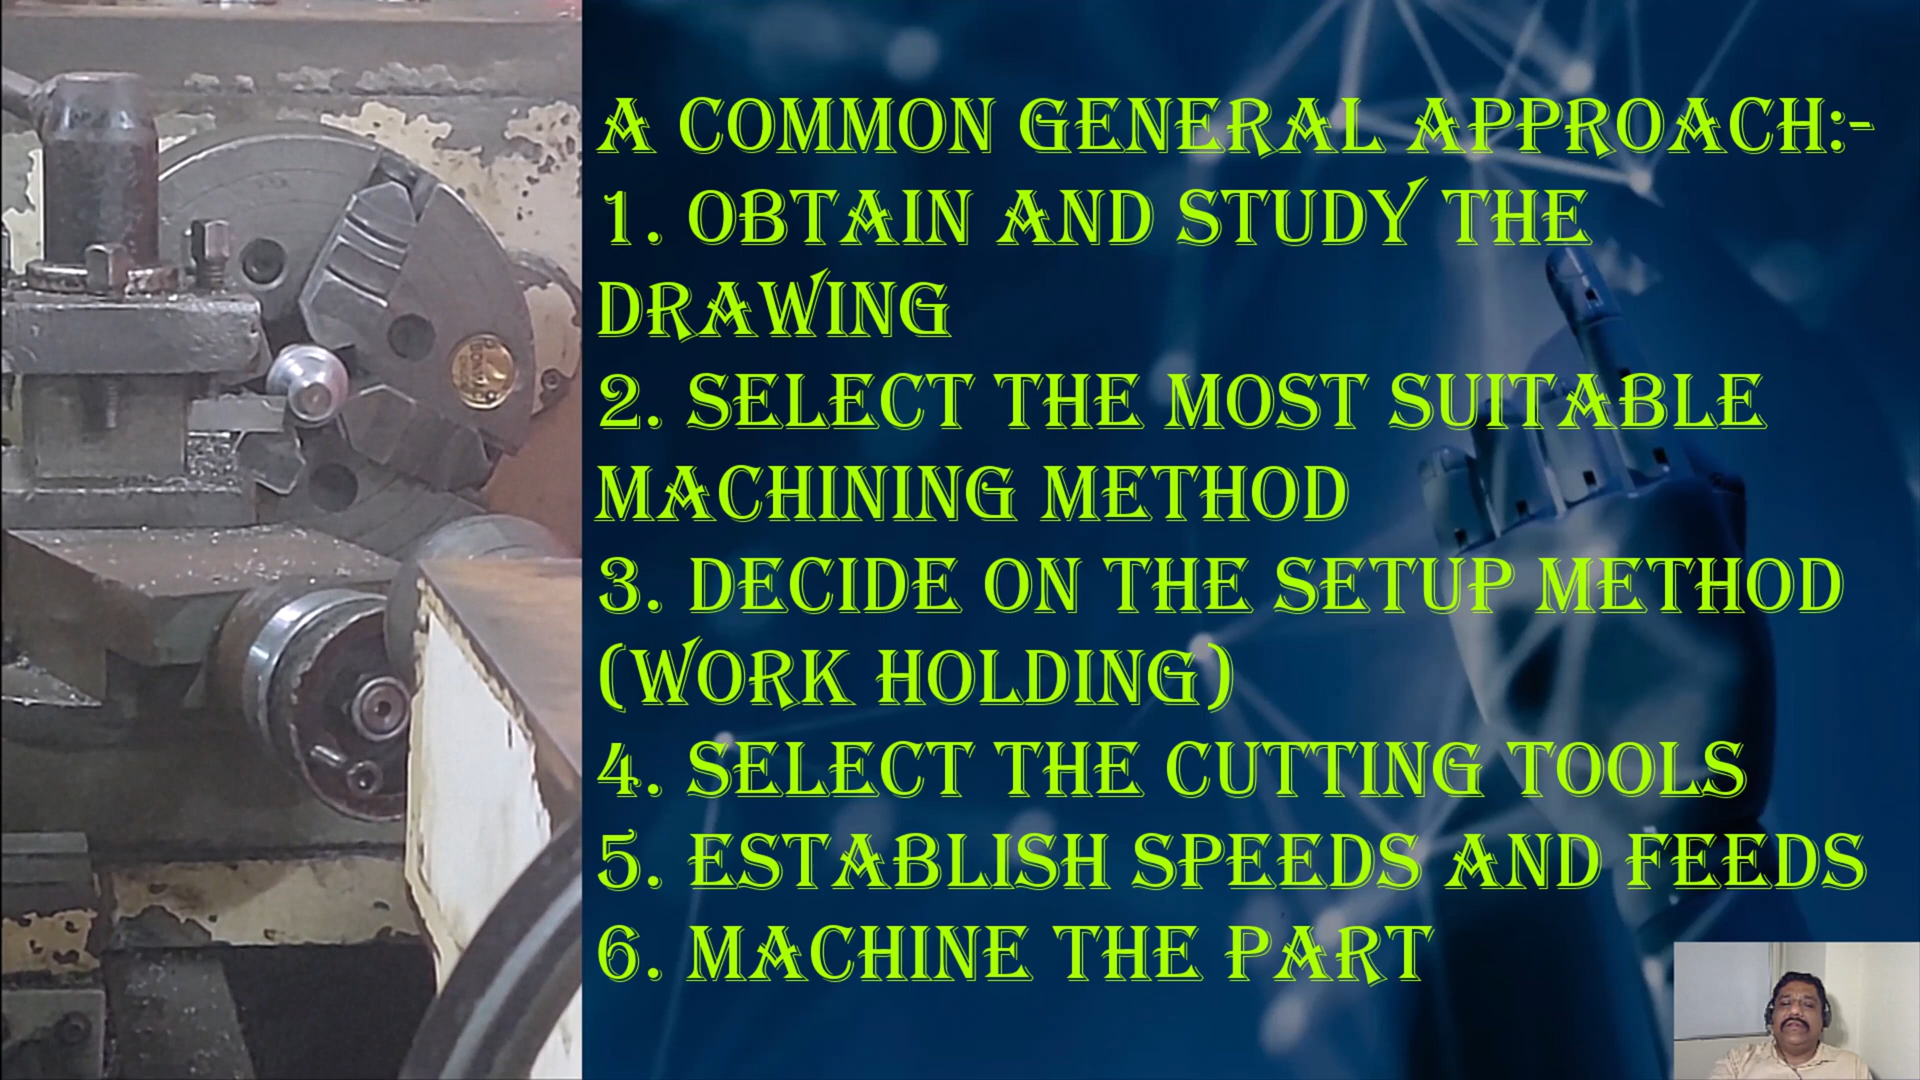 A COMMON GENERAL APPROACH:-
1. OBTAIN AND STUDY THE
DRAWING
2. SELECT THE MOST SUITABLE
MACHINING METHOD
3. DECIDE ON THE SETUP METHOD
(WORK HOLDING)
4. SELECT THE CUTTING TOOLS
5. ESTABLISH SPEEDS AND FEEDS
6. MACHINE THE PART